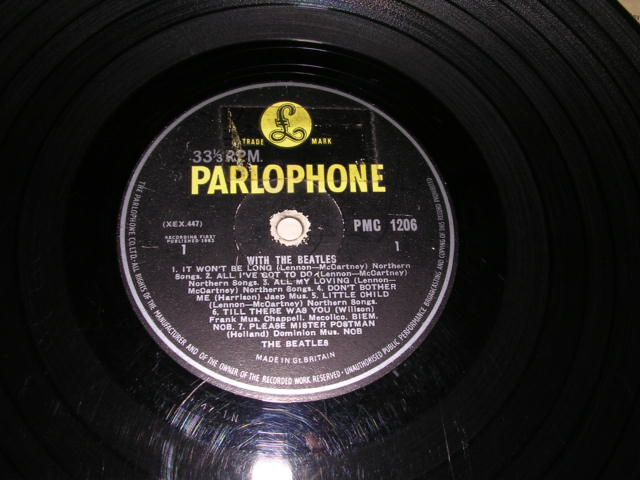 £
TRADE MARK
33⅓ R.P.M.
PARLOPHONE
(XEX.447)
PMC 1206
RECORDING FIRST
PUBLISHED 1963
1
1
WITH THE BEATLES
1. IT WON'T BE LONG (Lennon—McCartney) Northern
Songs. 2. ALL I'VE GOT TO DO (Lennon—McCartney)
Northern Songs. 3. ALL MY LOVING (Lennon—
McCartney) Northern Songs. 4. DON'T BOTHER
ME (Harrison) Jaep Mus. 5. LITTLE CHILD
(Lennon—McCartney) Northern Songs.
6. TILL THERE WAS YOU (Willson)
Frank Mus. Chappell. Mecolico. BIEM.
NOB. 7. PLEASE MISTER POSTMAN
(Holland) Dominion Mus. NOB
THE BEATLES
MADE IN Gt. BRITAIN
THE PARLOPHONE CO. LTD. · ALL RIGHTS OF THE MANUFACTURER AND OF THE OWNER OF THE RECORDED WORK RESERVED · UNAUTHORISED PUBLIC PERFORMANCE, BROADCASTING AND COPYING OF THIS RECORD PROHIBITED